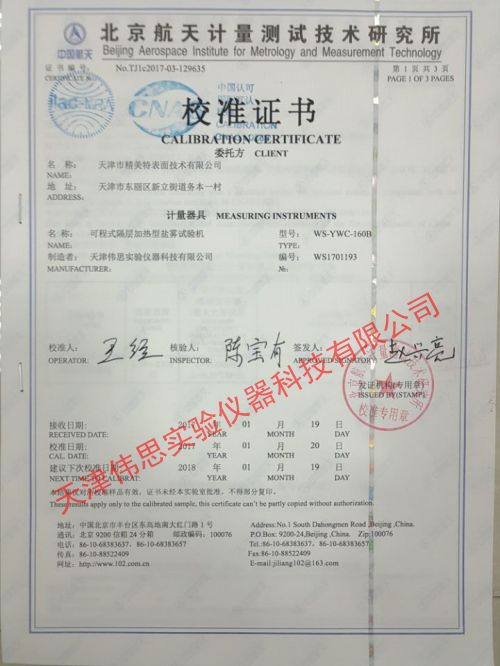 中国航天
北京航天计量测试技术研究所
Beijing Aerospace Institute for Metrology and Measurement Technology
证书编号 No.TJ1c2017-03-129635 第 1 页共 3 页
CERTIFICATE PAGE 1 OF 3 PAGES
ilac-MRA
CNAS
中国认可
CALIBRATION
校准证书
CALIBRATION CERTIFICATE
委托方 CLIENT
名 称: 天津市精美特表面技术有限公司
NAME:
地 址: 天津市东丽区新立街道务本一村
ADDRESS:
计量器具 MEASURING INSTRUMENTS
名 称: 可程式隔层加热型盐雾试验机 型号: WS-YWC-160B
NAME: TYPE:
制造者: 天津伟思实验仪器科技有限公司 编号: WS1701193
MANUFACTURER: №:
校准人: 王经 核验人: 陈宝有 签发人:
OPERATOR: INSPECTOR: APPROVED SIGNATORY:
发证机构(专用章)
ISSUED BY(STAMP)
校准专用章
天津伟思实验仪器科技有限公司
接收日期: 2017 年 01 月 19 日
RECEIVED DATE: YEAR MONTH DAY
校准日期: 2017 年 01 月 20 日
CAL DATE: YEAR MONTH DAY
建议下次校准日期: 2018 年 01 月 19 日
NEXT TIME TO CALIBRAT: YEAR MONTH DAY
本结果仅对所校准样品有效。证书未经本实验室批准，不得部分复印。
These results apply only to the calibrated sample, this certificate can't be partly copied without authorization.
地址: 中国北京市丰台区东高地南大红门路 1 号 Address:No.1 South Dahongmen Road ,Beijing ,China.
通讯: 北京 9200 信箱 24 分箱 邮政编码: 100076 P.O.Box: 9200-24,Beijing ,China. Zip:100076
电话: 86-10-68383637, 86-10-68383657 Tel.:86-10-68383637, 86-10-68383657
传真: 86-10-88522409 Fax:86-10-88522409
网址: http://www.102.com.cn E-mail:jiliang102@163.com